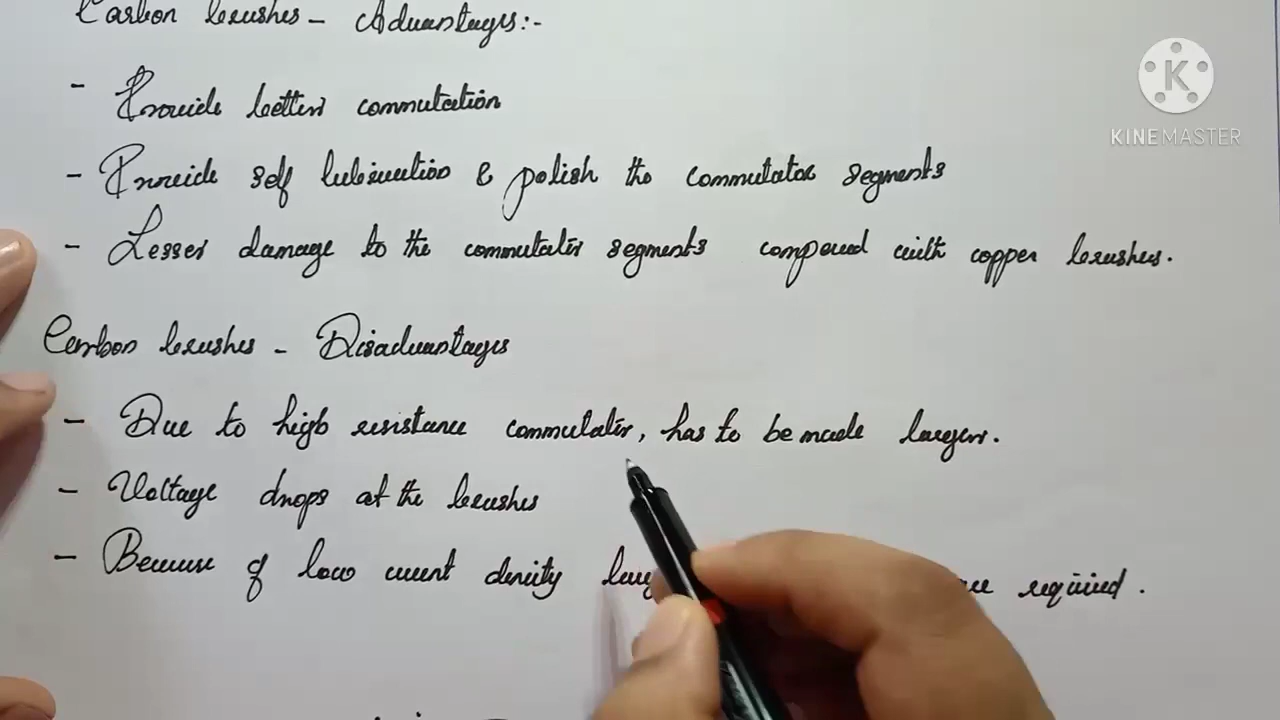 Carbon brushes - Advantages:-
- Provide better commutation
- Provide self lubrication & polish the commutator segments
- Lesser damage to the commutator segments compared with copper brushes.
Carbon brushes - Disadvantages
- Due to high resistance commutator, has to be made larger.
- Voltage drops at the brushes
- Because of low current density required.
KINEMASTER